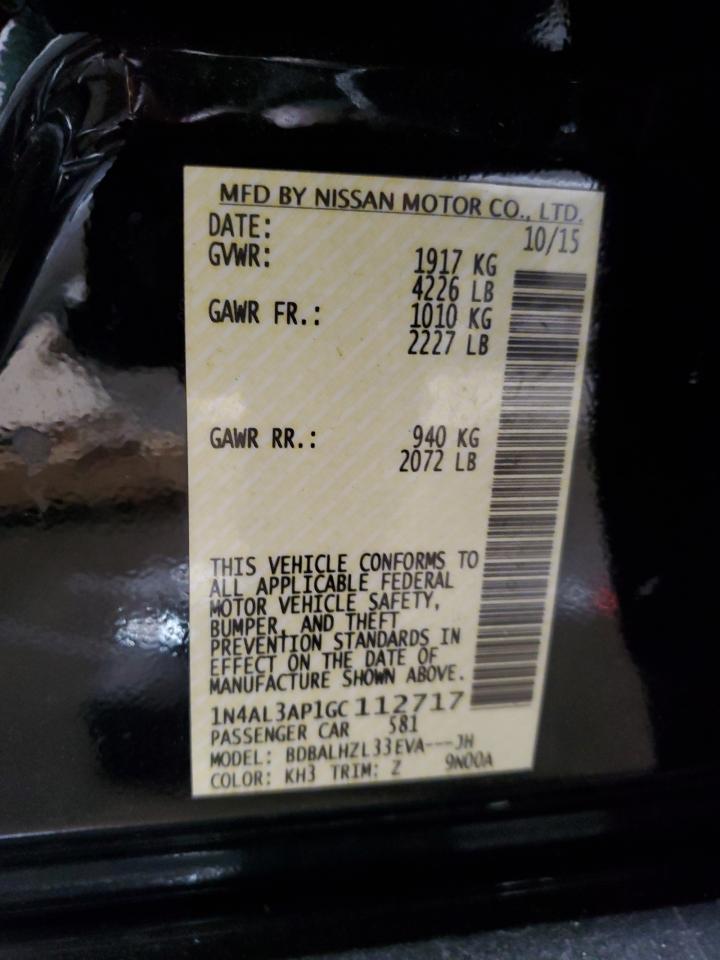 MFD BY NISSAN MOTOR CO., LTD.
DATE: 10/15
GVWR: 1917 KG
4226 LB
GAWR FR.: 1010 KG
2227 LB
GAWR RR.: 940 KG
2072 LB
THIS VEHICLE CONFORMS TO
ALL APPLICABLE FEDERAL
MOTOR VEHICLE SAFETY,
BUMPER, AND THEFT
PREVENTION STANDARDS IN
EFFECT ON THE DATE OF
MANUFACTURE SHOWN ABOVE.
1N4AL3AP1GC112717
PASSENGER CAR 581
MODEL: BDBALHZL33EVA---JH
COLOR: KH3 TRIM: Z 9N00A